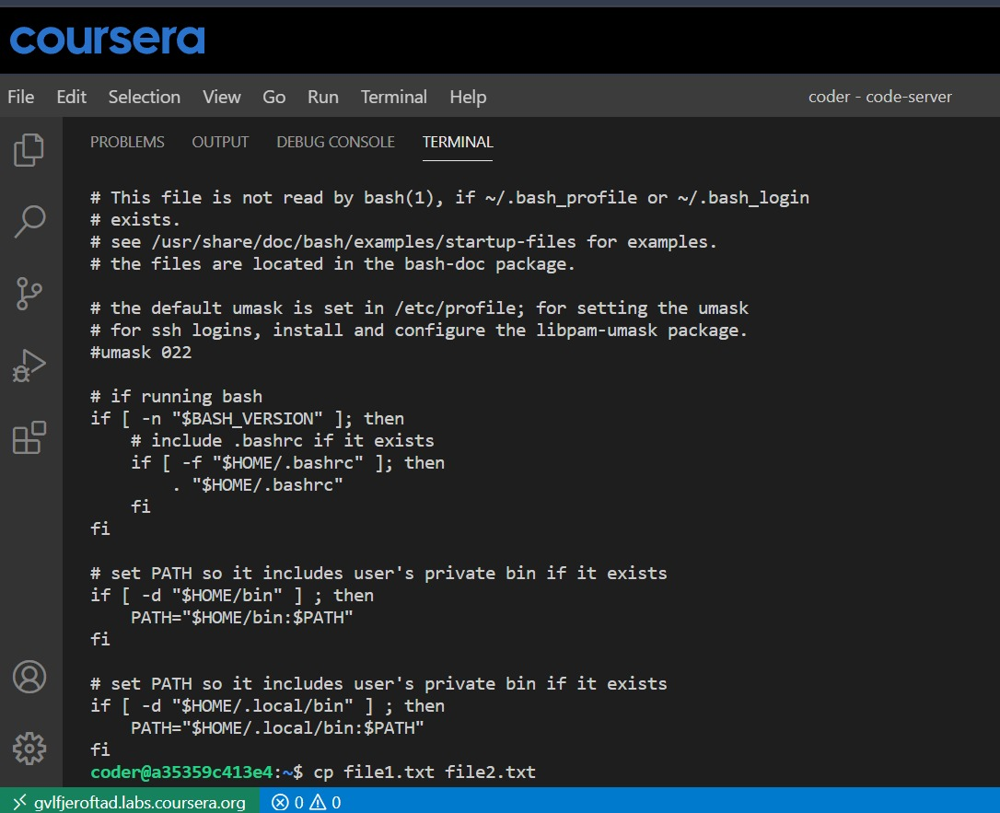 coursera
File Edit Selection View Go Run Terminal Help coder - code-server
PROBLEMS OUTPUT DEBUG CONSOLE TERMINAL
# This file is not read by bash(1), if ~/.bash_profile or ~/.bash_login
# exists.
# see /usr/share/doc/bash/examples/startup-files for examples.
# the files are located in the bash-doc package.

# the default umask is set in /etc/profile; for setting the umask
# for ssh logins, install and configure the libpam-umask package.
#umask 022

# if running bash
if [ -n "$BASH_VERSION" ]; then
    # include .bashrc if it exists
    if [ -f "$HOME/.bashrc" ]; then
        . "$HOME/.bashrc"
    fi
fi

# set PATH so it includes user's private bin if it exists
if [ -d "$HOME/bin" ] ; then
    PATH="$HOME/bin:$PATH"
fi

# set PATH so it includes user's private bin if it exists
if [ -d "$HOME/.local/bin" ] ; then
    PATH="$HOME/.local/bin:$PATH"
fi
coder@a35359c413e4:~$ cp file1.txt file2.txt
gvlfjeroftad.labs.coursera.org 0 0